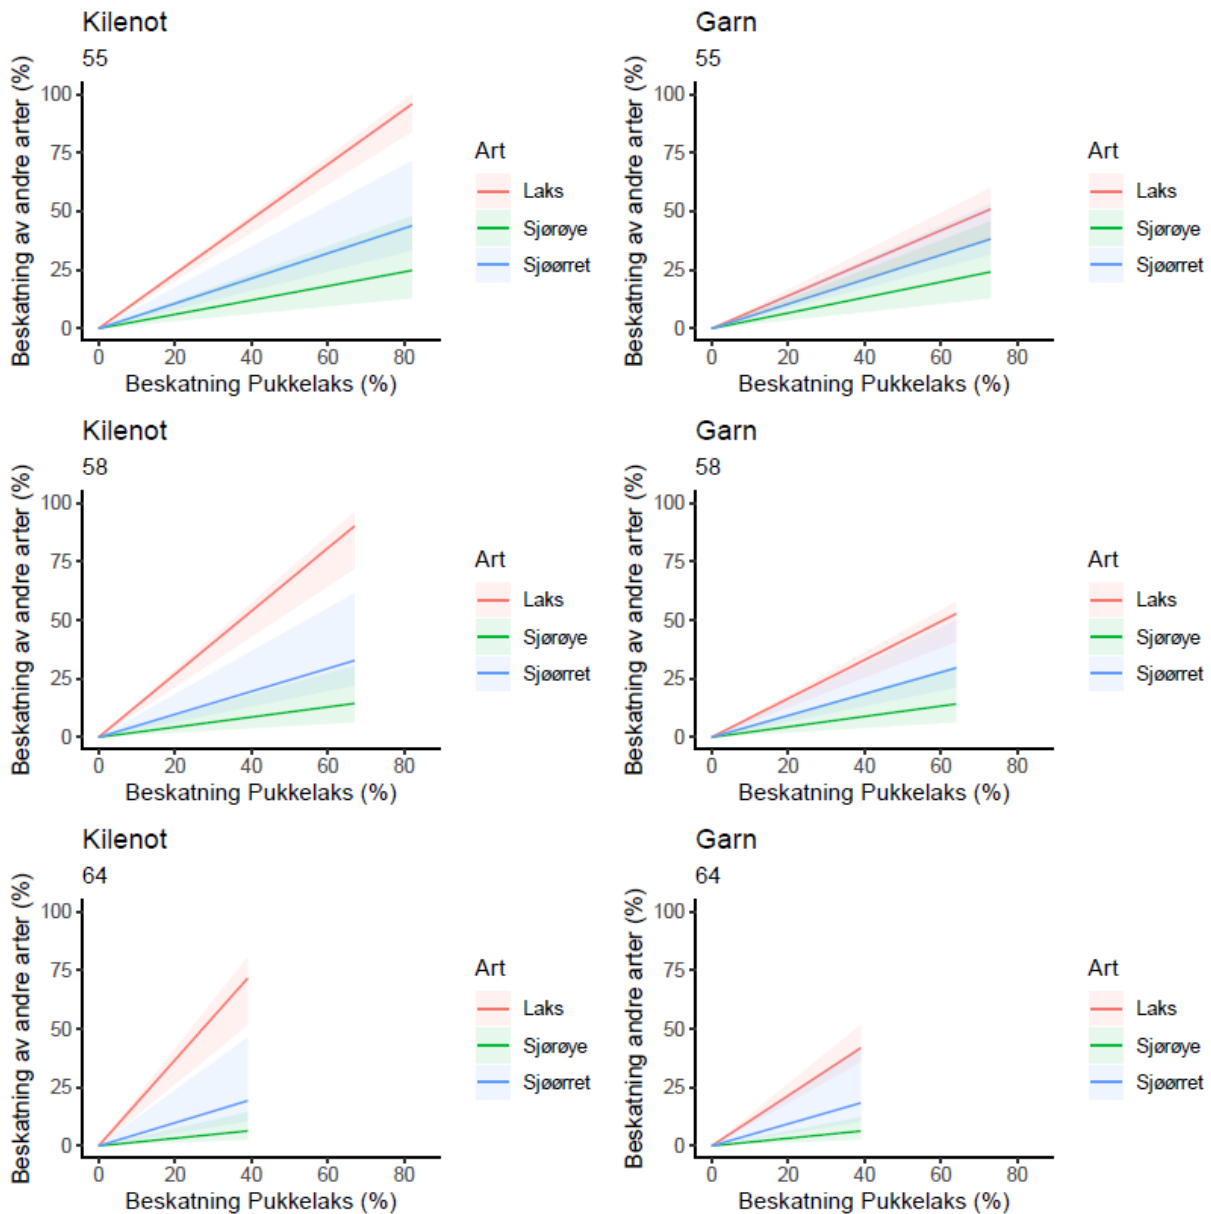 Kilenot
55
Beskatning av andre arter (%)
100
75
50
25
0
0 20 40 60 80
Beskatning Pukkelaks (%)
Art
Laks
Sjørøye
Sjøørret
Garn
55
Beskatning av andre arter (%)
100
75
50
25
0
0 20 40 60 80
Beskatning Pukkelaks (%)
Art
Laks
Sjørøye
Sjøørret
Kilenot
58
Beskatning av andre arter (%)
100
75
50
25
0
0 20 40 60 80
Beskatning Pukkelaks (%)
Art
Laks
Sjørøye
Sjøørret
Garn
58
Beskatning av andre arter (%)
100
75
50
25
0
0 20 40 60 80
Beskatning Pukkelaks (%)
Art
Laks
Sjørøye
Sjøørret
Kilenot
64
Beskatning av andre arter (%)
100
75
50
25
0
0 20 40 60 80
Beskatning Pukkelaks (%)
Art
Laks
Sjørøye
Sjøørret
Garn
64
Beskatning andre arter (%)
100
75
50
25
0
0 20 40 60 80
Beskatning Pukkelaks (%)
Art
Laks
Sjørøye
Sjøørret